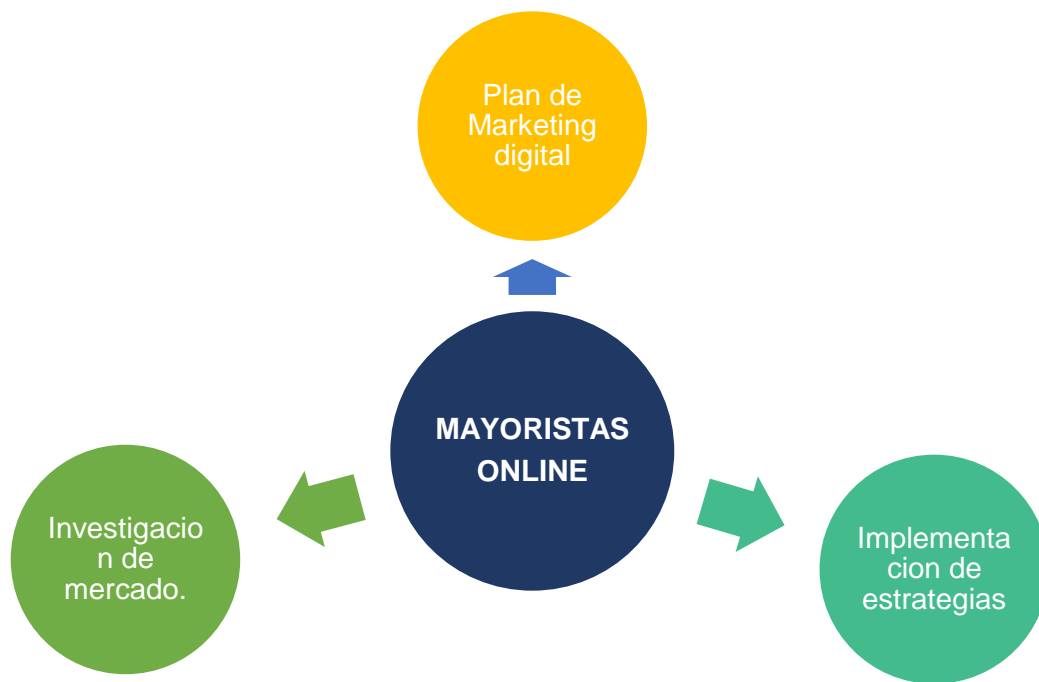 Plan de
Marketing
digital
MAYORISTAS
ONLINE
Investigacio
n de
mercado.
Implementa
cion de
estrategias